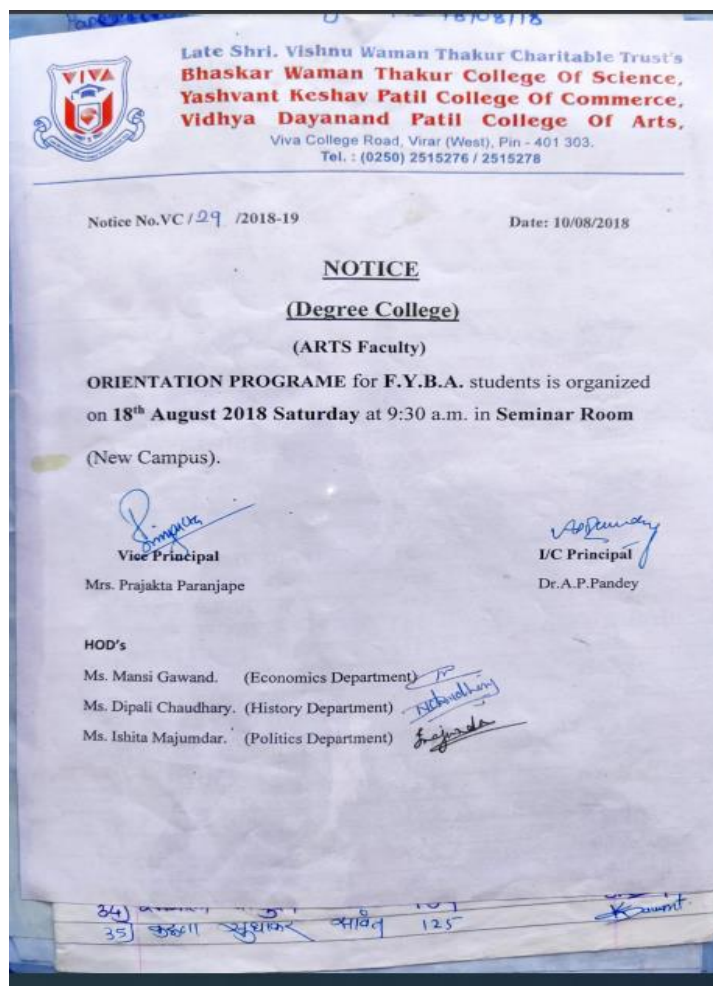 18/08/18
VIVA
Late Shri. Vishnu Waman Thakur Charitable Trust's
Bhaskar Waman Thakur College Of Science,
Yashvant Keshav Patil College Of Commerce,
Vidhya Dayanand Patil College Of Arts,
Viva College Road, Virar (West), Pin - 401 303.
Tel. : (0250) 2515276 / 2515278
Notice No.VC / 29 /2018-19 Date: 10/08/2018
NOTICE
(Degree College)
(ARTS Faculty)
ORIENTATION PROGRAME for F.Y.B.A. students is organized
on 18th August 2018 Saturday at 9:30 a.m. in Seminar Room
(New Campus).
Vice Principal I/C Principal
Mrs. Prajakta Paranjape Dr.A.P.Pandey
HOD's
Ms. Mansi Gawand. (Economics Department)
Ms. Dipali Chaudhary. (History Department)
Ms. Ishita Majumdar. (Politics Department)
34)
35) सुधाकर सावंत 125